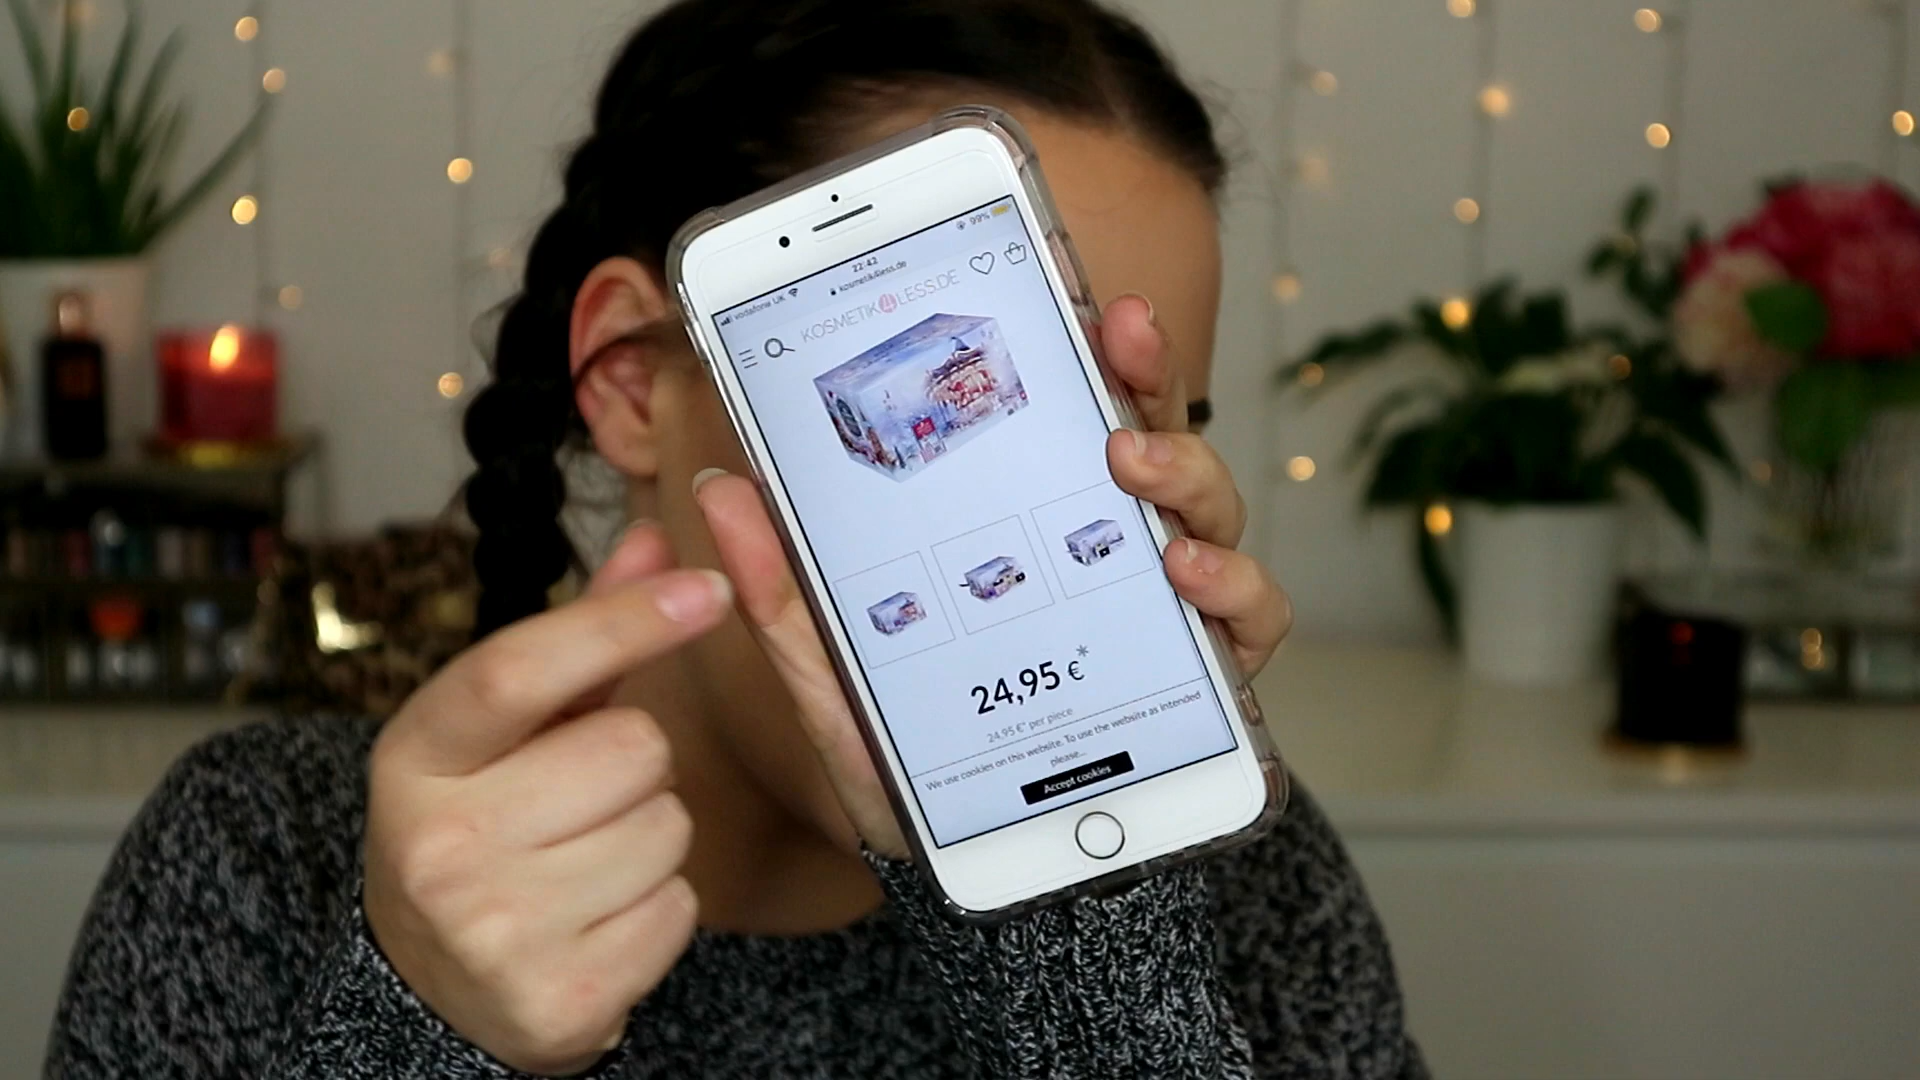 vodafone UK
22:42
99%
kosmetik4less.de
KOSMETIK4LESS.DE
24,95 €*
24,95 €* per piece
We use cookies on this website. To use the website as intended
please...
Accept cookies